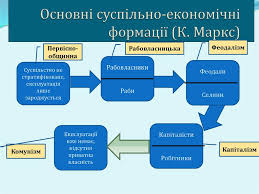 Основні суспільно-економічні
формації (К. Маркс)
Первісно-
общинна
Рабовласницька
Феодалізм
Суспільство не
стратифіковане,
експлуатація
лише
зароджується
Рабовласники
Раби
Феодали
Селяни
Експлуатації
вже немає,
відсутня
приватна
власність
Капіталісти
Робітники
Комунізм
Капіталізм